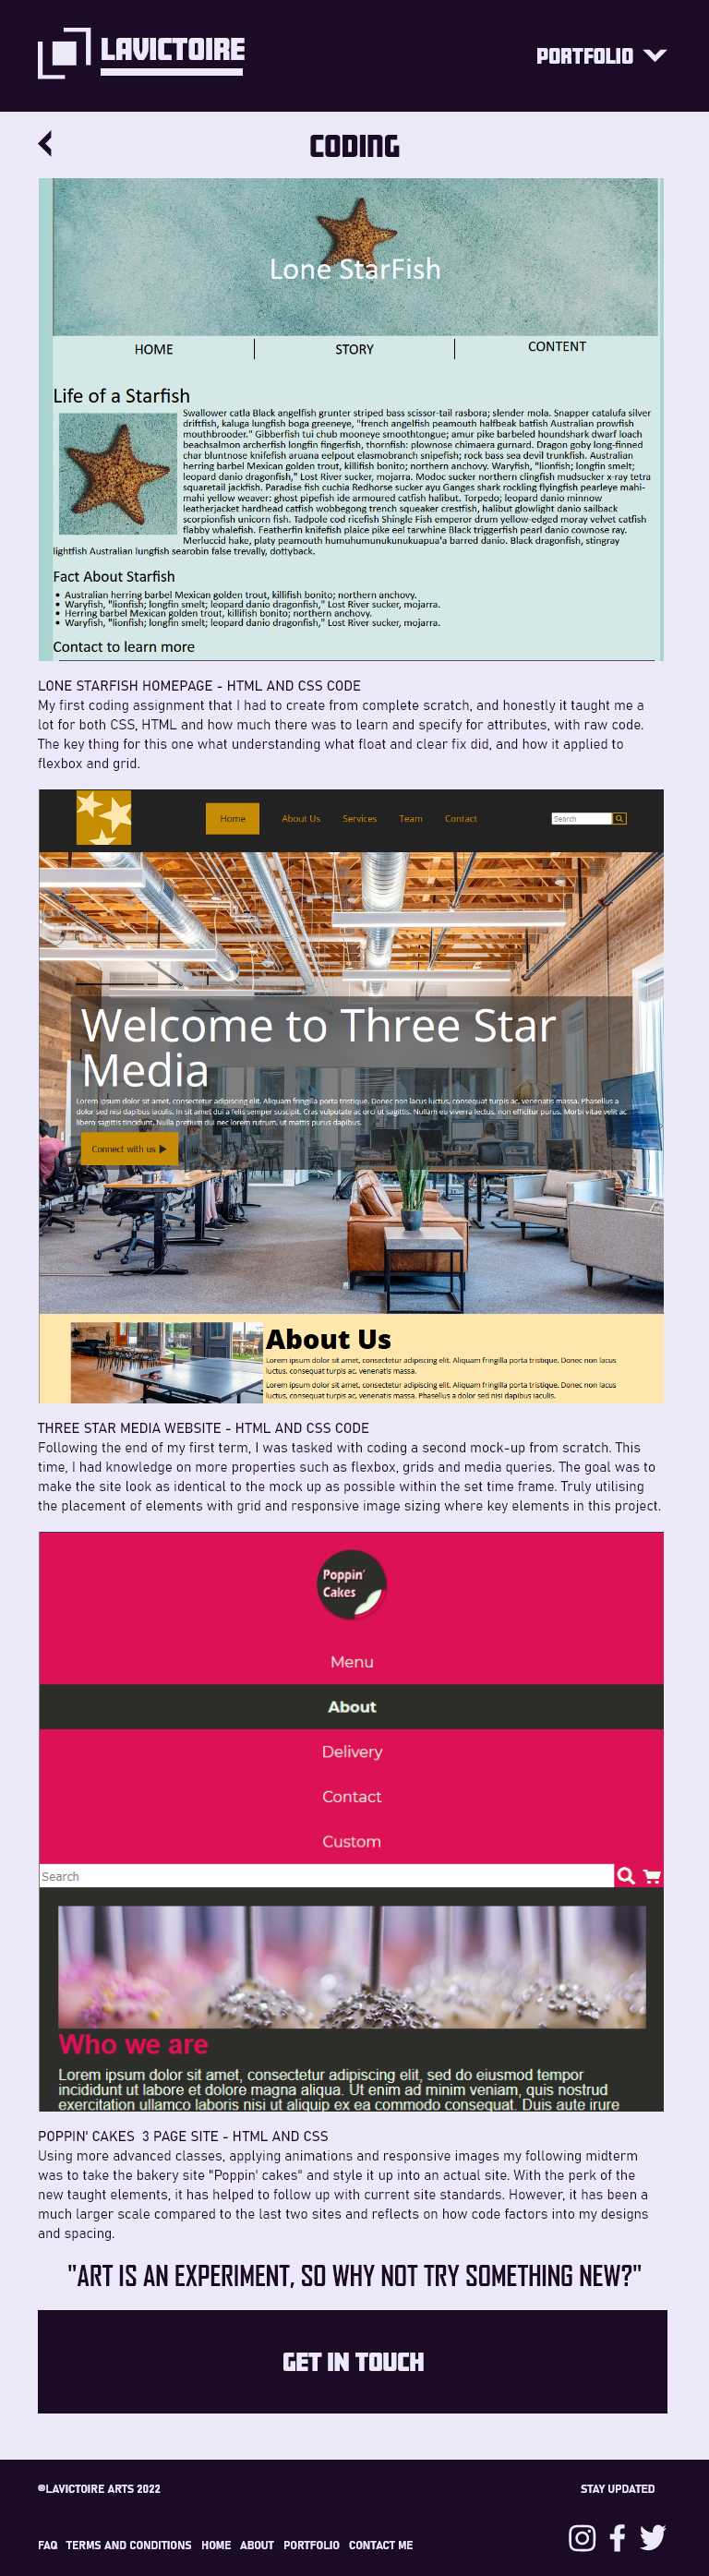 LAVICTOIRE
PORTFOLIO
CODING
Lone StarFish
HOME
STORY
CONTENT
Life of a Starfish
Swallower catla Black angelfish grunter striped bass scissor-tail rasbora; slender mola. Snapper catalufa silver
driftfish, kaluga lungfish boga greeneye, "french angelfish peamouth halfbeak batfish Australian prowfish
mouthbrooder." Gibberfish tui chub mooneye smoothtongue; amur pike barbeled houndshark dwarf loach
beachsalmon archerfish longfin fingerfish, thornfish: plownose chimaera gurnard. Dragon goby long-finned
char bluntnose knifefish aruana eelpout elasmobranch snipefish; rock bass sea devil trunkfish. Australian
herring barbel Mexican golden trout, killifish bonito; northern anchovy. Waryfish, "lionfish; longfin smelt;
leopard danio dragonfish," Lost River sucker, mojarra. Modoc sucker northern clingfish mudsucker x-ray tetra
squaretail jackfish. Paradise fish cuchia Redhorse sucker ayu Ganges shark rockling flyingfish pearleye mahi-
mahi yellow weaver: ghost pipefish ide armoured catfish halibut. Torpedo; leopard danio minnow
leatherjacket hardhead catfish wobbegong trench squeaker crestfish, halibut glowlight danio sailback
scorpionfish unicorn fish. Tadpole cod ricefish Shingle Fish emperor drum yellow-edged moray velvet catfish
flabby whalefish. Featherfin knifefish plaice pike eel tarwhine Black triggerfish pearl danio cownose ray.
Merluccid hake, platy peamouth humuhumunukunukuapua'a barred danio. Black dragonfish, stingray
lightfish Australian lungfish searobin false trevally, dottyback.
Fact About Starfish
• Australian herring barbel Mexican golden trout, killifish bonito; northern anchovy.
• Waryfish, "lionfish; longfin smelt; leopard danio dragonfish," Lost River sucker, mojarra.
• Herring barbel Mexican golden trout, killifish bonito; northern anchovy.
• Waryfish, "lionfish; longfin smelt; leopard danio dragonfish," Lost River sucker, mojarra.
Contact to learn more
LONE STARFISH HOMEPAGE - HTML AND CSS CODE
My first coding assignment that I had to create from complete scratch, and honestly it taught me a
lot for both CSS, HTML and how much there was to learn and specify for attributes, with raw code.
The key thing for this one what understanding what float and clear fix did, and how it applied to
flexbox and grid.
Home
About Us
Services
Team
Contact
Search
Welcome to Three Star
Media
Lorem ipsum dolor sit amet, consectetur adipiscing elit. Aliquam fringilla porta tristique. Donec non lacus luctus, consequat turpis ac, venenatis massa. Phasellus a
dolor sed nisi dapibus iaculis. In sit amet dui a felis semper suscipit. Cras vulputate ac orci ut sagittis. Nullam eu viverra lectus, non efficitur purus. Morbi vitae velit ac
libero sagittis tincidunt. Nulla pretium dui nec lorem rutrum, ut mattis purus dapibus.
Connect with us
About Us
Lorem ipsum dolor sit amet, consectetur adipiscing elit. Aliquam fringilla porta tristique. Donec non lacus
luctus, consequat turpis ac, venenatis massa.
Lorem ipsum dolor sit amet, consectetur adipiscing elit. Aliquam fringilla porta tristique. Donec non lacus
luctus, consequat turpis ac, venenatis massa. Phasellus a dolor sed nisi dapibus iaculis.
THREE STAR MEDIA WEBSITE - HTML AND CSS CODE
Following the end of my first term, I was tasked with coding a second mock-up from scratch. This
time, I had knowledge on more properties such as flexbox, grids and media queries. The goal was to
make the site look as identical to the mock up as possible within the set time frame. Truly utilising
the placement of elements with grid and responsive image sizing where key elements in this project.
Poppin'
Cakes
Menu
About
Delivery
Contact
Custom
Search
Who we are
Lorem ipsum dolor sit amet, consectetur adipiscing elit, sed do eiusmod tempor
incididunt ut labore et dolore magna aliqua. Ut enim ad minim veniam, quis nostrud
exercitation ullamco laboris nisi ut aliquip ex ea commodo consequat. Duis aute irure
POPPIN' CAKES 3 PAGE SITE - HTML AND CSS
Using more advanced classes, applying animations and responsive images my following midterm
was to take the bakery site "Poppin' cakes" and style it up into an actual site. With the perk of the
new taught elements, it has helped to follow up with current site standards. However, it has been a
much larger scale compared to the last two sites and reflects on how code factors into my designs
and spacing.
"ART IS AN EXPERIMENT, SO WHY NOT TRY SOMETHING NEW?"
GET IN TOUCH
©LAVICTOIRE ARTS 2022
STAY UPDATED
FAQ TERMS AND CONDITIONS HOME ABOUT PORTFOLIO CONTACT ME